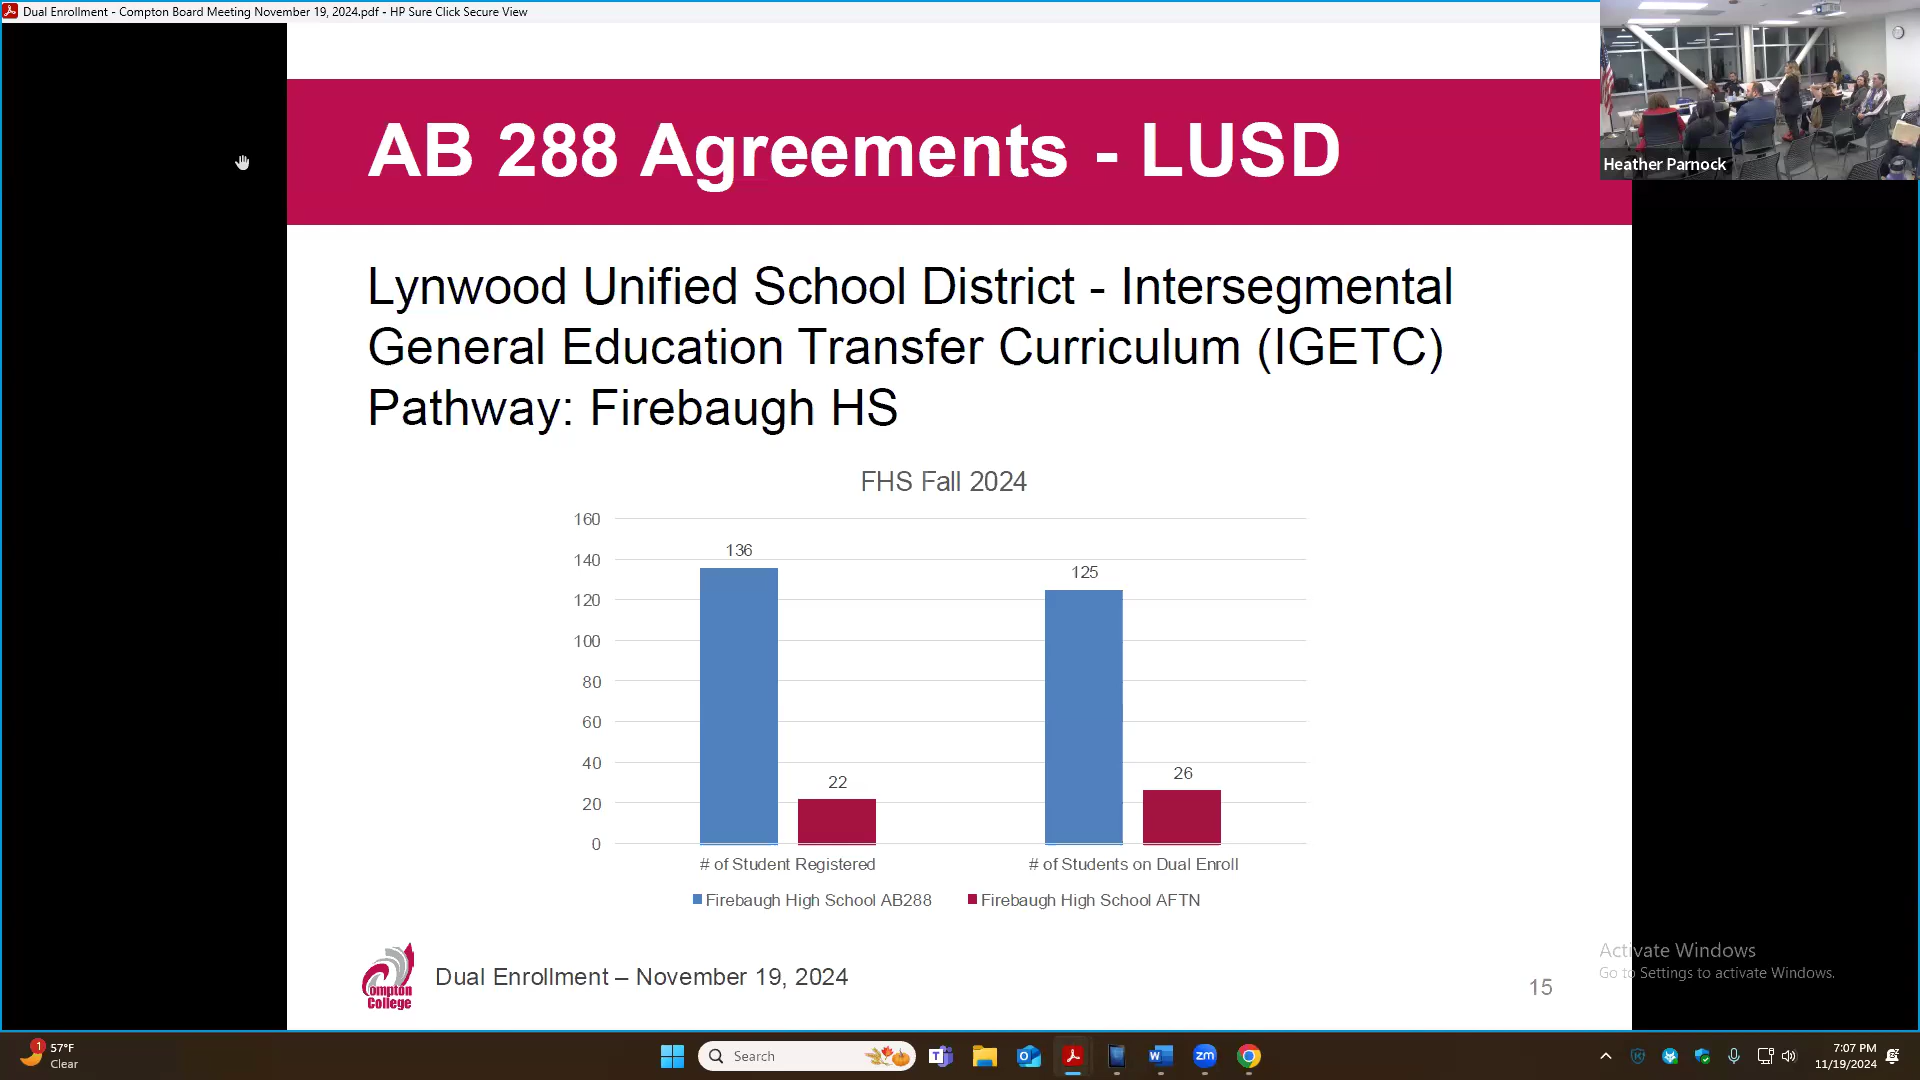 Dual Enrollment - Compton Board Meeting November 19, 2024.pdf - HP Sure Click Secure View
Heather Parnock
AB 288 Agreements - LUSD
Lynwood Unified School District - Intersegmental
General Education Transfer Curriculum (IGETC)
Pathway: Firebaugh HS
FHS Fall 2024
160
140
120
100
80
60
40
20
0
136
22
125
26
# of Student Registered
# of Students on Dual Enroll
Firebaugh High School AB288
Firebaugh High School AFTN
Compton
College
Dual Enrollment – November 19, 2024
15
Activate Windows
Go to Settings to activate Windows.
1
57°F
Clear
Search
W
zm
7:07 PM
11/19/2024